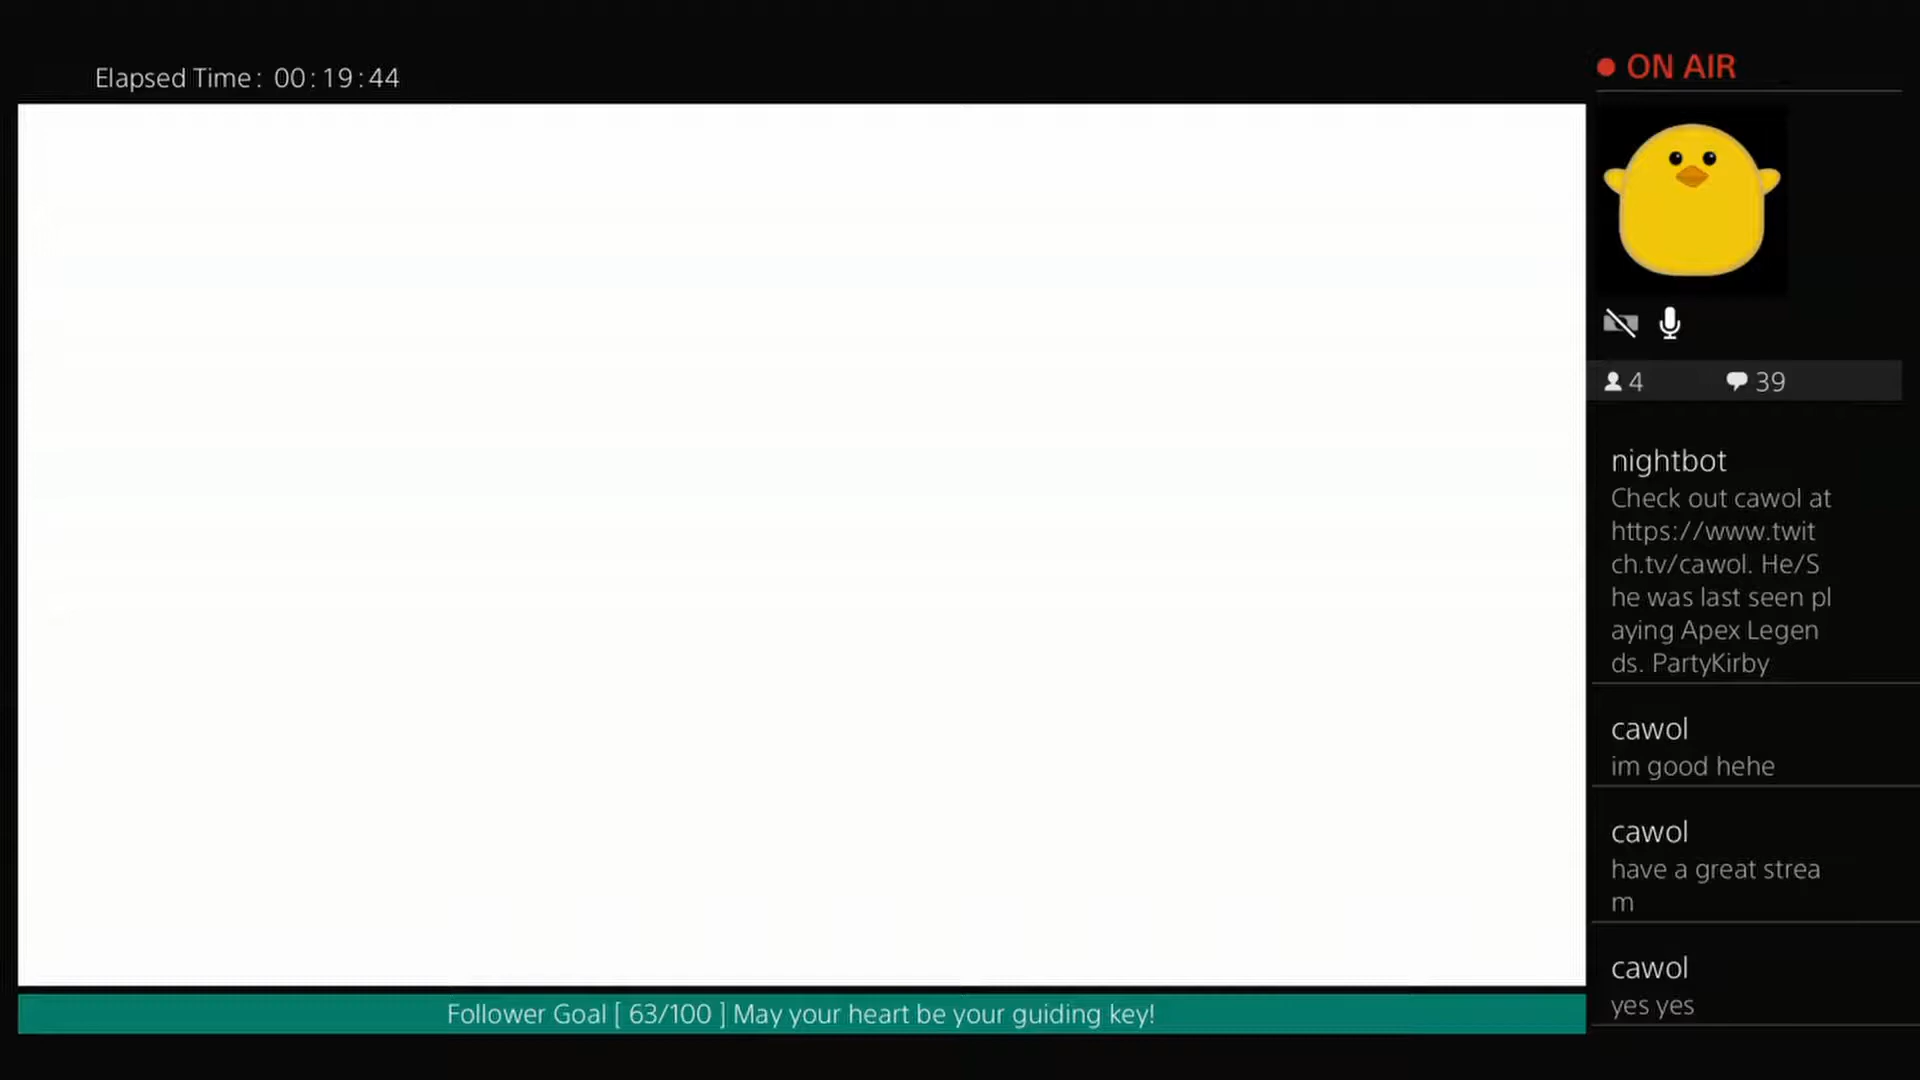 Elapsed Time: 00:19:44
ON AIR
4 39
nightbot
Check out cawol at
https://www.twit
ch.tv/cawol. He/S
he was last seen pl
aying Apex Legen
ds. PartyKirby
cawol
im good hehe
cawol
have a great strea
m
cawol
yes yes
Follower Goal [ 63/100 ] May your heart be your guiding key!